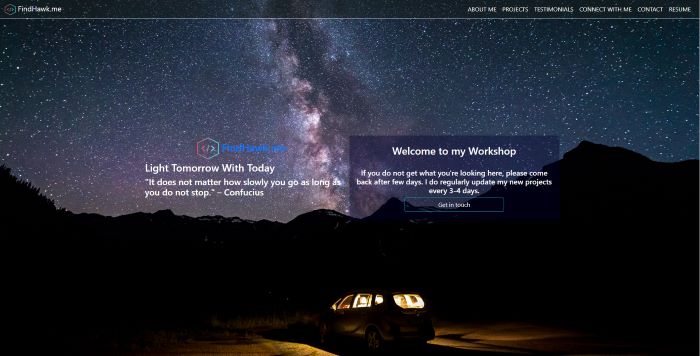 FindHawk.me
ABOUT ME PROJECTS TESTIMONIALS CONNECT WITH ME CONTACT RESUME
</> FindHawk.me
Light Tomorrow With Today
"It does not matter how slowly you go as long as
you do not stop." – Confucius
Welcome to my Workshop
If you do not get what you're looking here, please come
back after few days. I do regularly update my new projects
every 3-4 days.
Get in touch